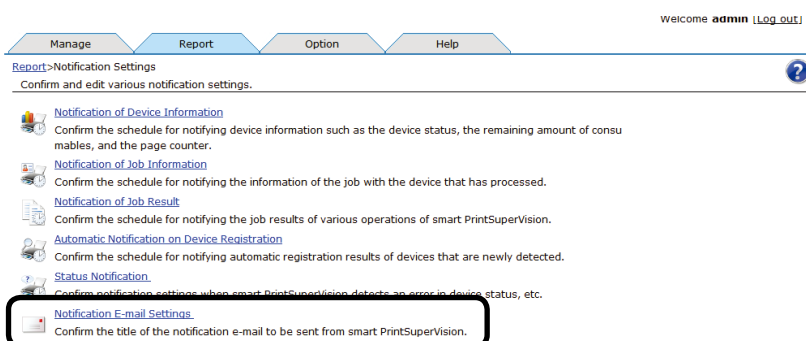 Welcome admin [Log out]
Manage Report Option Help
Report>Notification Settings
Confirm and edit various notification settings.
Notification of Device Information
Confirm the schedule for notifying device information such as the device status, the remaining amount of consu
mables, and the page counter.
Notification of Job Information
Confirm the schedule for notifying the information of the job with the device that has processed.
Notification of Job Result
Confirm the schedule for notifying the job results of various operations of smart PrintSuperVision.
Automatic Notification on Device Registration
Confirm the schedule for notifying automatic registration results of devices that are newly detected.
Status Notification
Confirm notification settings when smart PrintSuperVision detects an error in device status, etc.
Notification E-mail Settings
Confirm the title of the notification e-mail to be sent from smart PrintSuperVision.